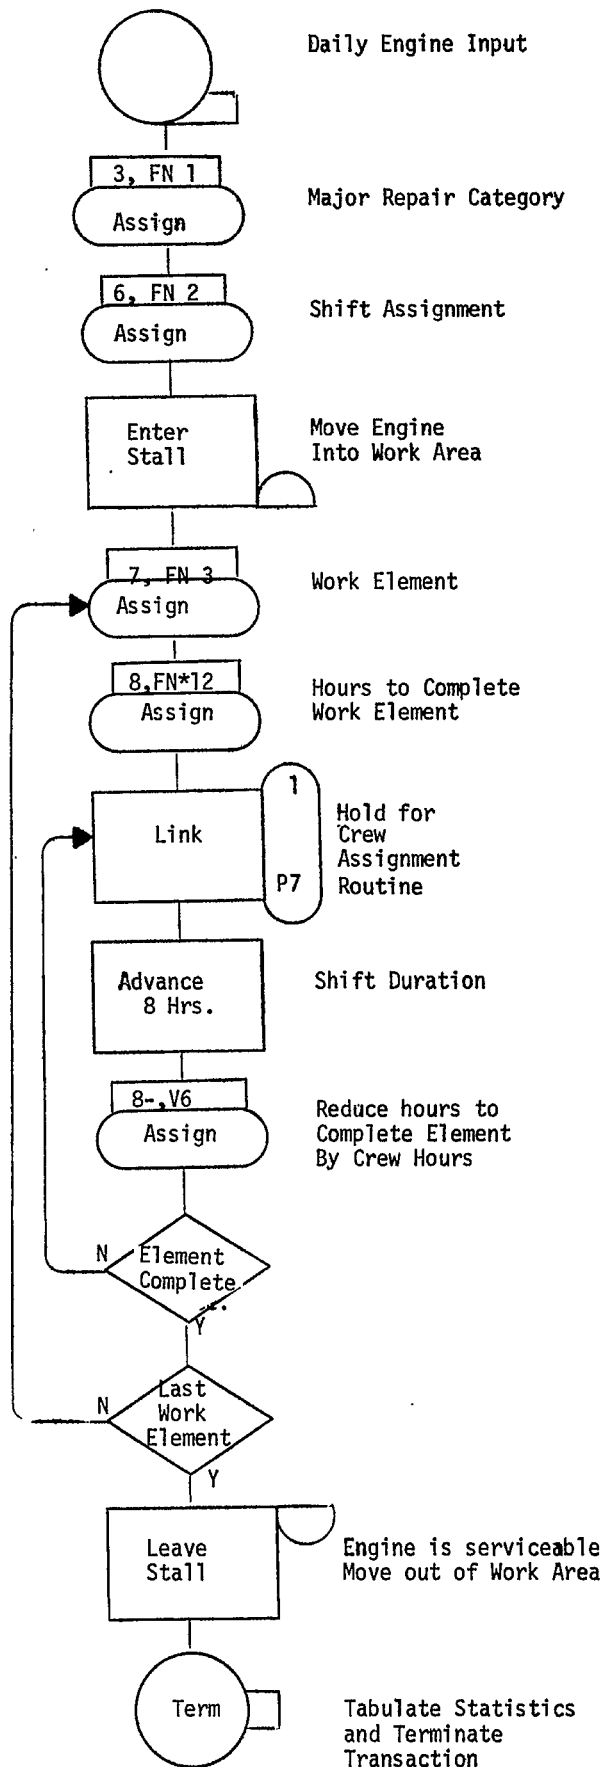 Daily Engine Input
3, FN 1
Assign
Major Repair Category
6, FN 2
Assign
Shift Assignment
Enter
Stall
Move Engine
Into Work Area
7, FN 3
Assign
Work Element
8,FN*12
Assign
Hours to Complete
Work Element
Link
1
P7
Hold for
Crew
Assignment
Routine
Advance
8 Hrs.
Shift Duration
8-,V6
Assign
Reduce hours to
Complete Element
By Crew Hours
N
Element
Complete
Y
N
Last
Work
Element
Y
Leave
Stall
Engine is serviceable
Move out of Work Area
Term
Tabulate Statistics
and Terminate
Transaction